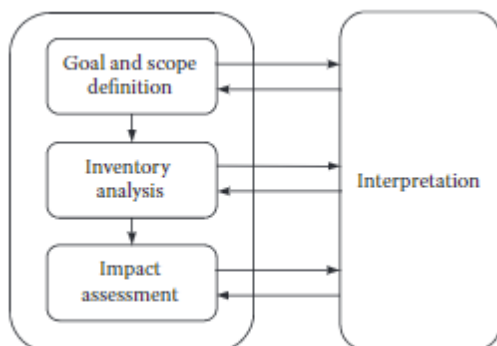 Goal and scope
definition
Inventory
analysis
Interpretation
Impact
assessment